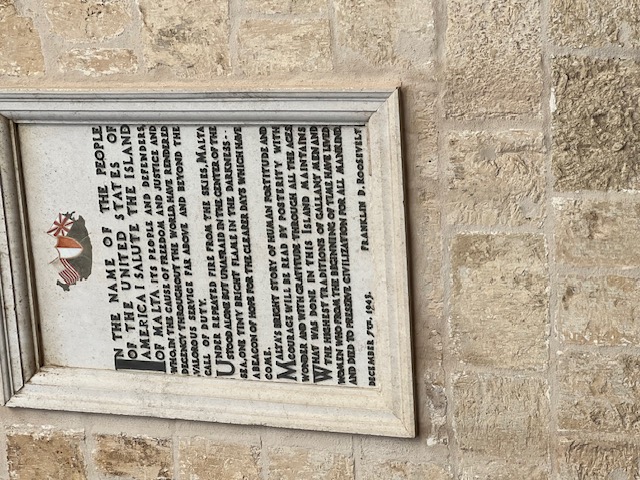 IN THE NAME OF THE PEOPLE
OF THE UNITED STATES OF
AMERICA I SALUTE THE ISLAND
OF MALTA ITS PEOPLE AND DEFENDERS,
WHO, IN THE CAUSE OF FREEDOM AND JUSTICE AND
DECENCY THROUGHOUT THE WORLD, HAVE RENDERED
VALOROUS SERVICE FAR ABOVE AND BEYOND THE
CALL OF DUTY.
UNDER REPEATED FIRE FROM THE SKIES, MALTA
STOOD ALONE BUT UNAFRAID IN THE CENTER OF THE
SEA, ONE TINY BRIGHT FLAME IN THE DARKNESS --
A BEACON OF HOPE FOR THE CLEARER DAYS WHICH HAVE
COME.
MALTA'S BRIGHT STORY OF HUMAN FORTITUDE AND
COURAGE WILL BE READ BY POSTERITY WITH
WONDER AND WITH GRATITUDE THROUGH ALL THE AGES.
WHAT WAS DONE IN THIS ISLAND MAINTAINS
THE HIGHEST TRADITIONS OF GALLANT MEN AND
WOMEN WHO FROM THE BEGINNING OF TIME HAVE LIVED
AND DIED TO PRESERVE CIVILIZATION FOR ALL MANKIND.
DECEMBER 7TH. 1943. FRANKLIN D. ROOSEVELT